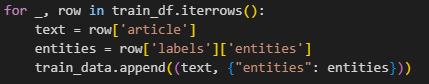 for _, row in train_df.iterrows():
    text = row['article']
    entities = row['labels']['entities']
    train_data.append((text, {"entities": entities}))